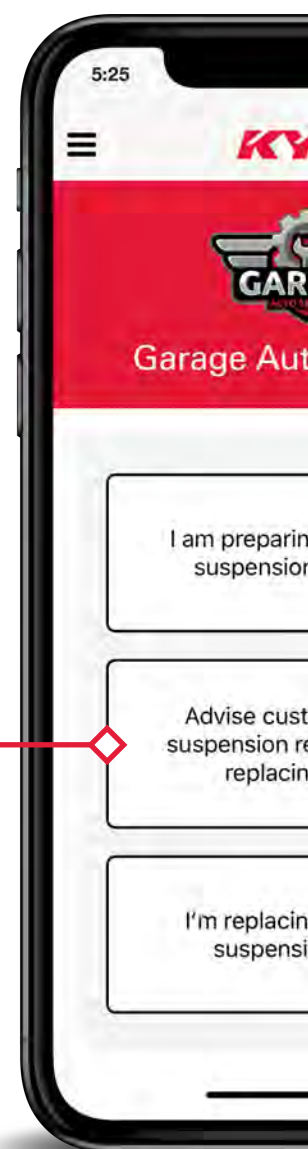 5:25
KY
GAR
Garage Aut
I am preparin
suspension
Advise cust
suspension re
replacin
I'm replacin
suspensi